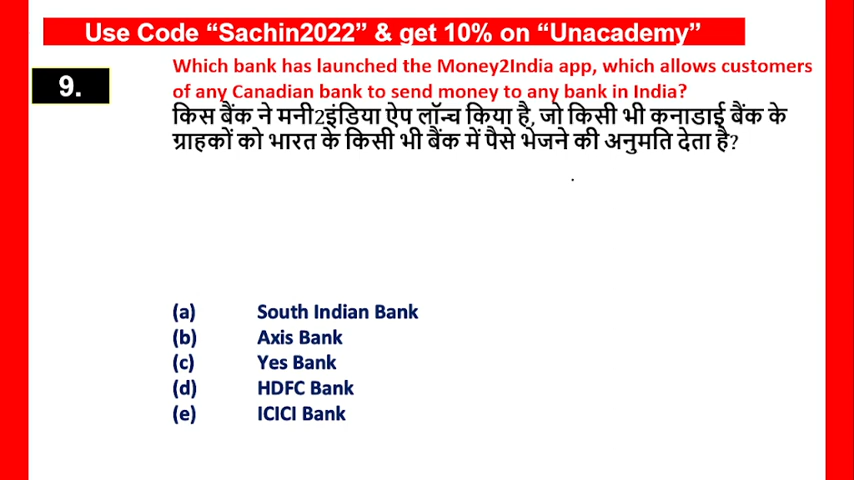 Use Code “Sachin2022” & get 10% on “Unacademy”
9.
Which bank has launched the Money2India app, which allows customers
of any Canadian bank to send money to any bank in India?
किस बैंक ने मनी2इंडिया ऐप लॉन्च किया है, जो किसी भी कनाडाई बैंक के
ग्राहकों को भारत के किसी भी बैंक में पैसे भेजने की अनुमति देता है?
(a) South Indian Bank
(b) Axis Bank
(c) Yes Bank
(d) HDFC Bank
(e) ICICI Bank